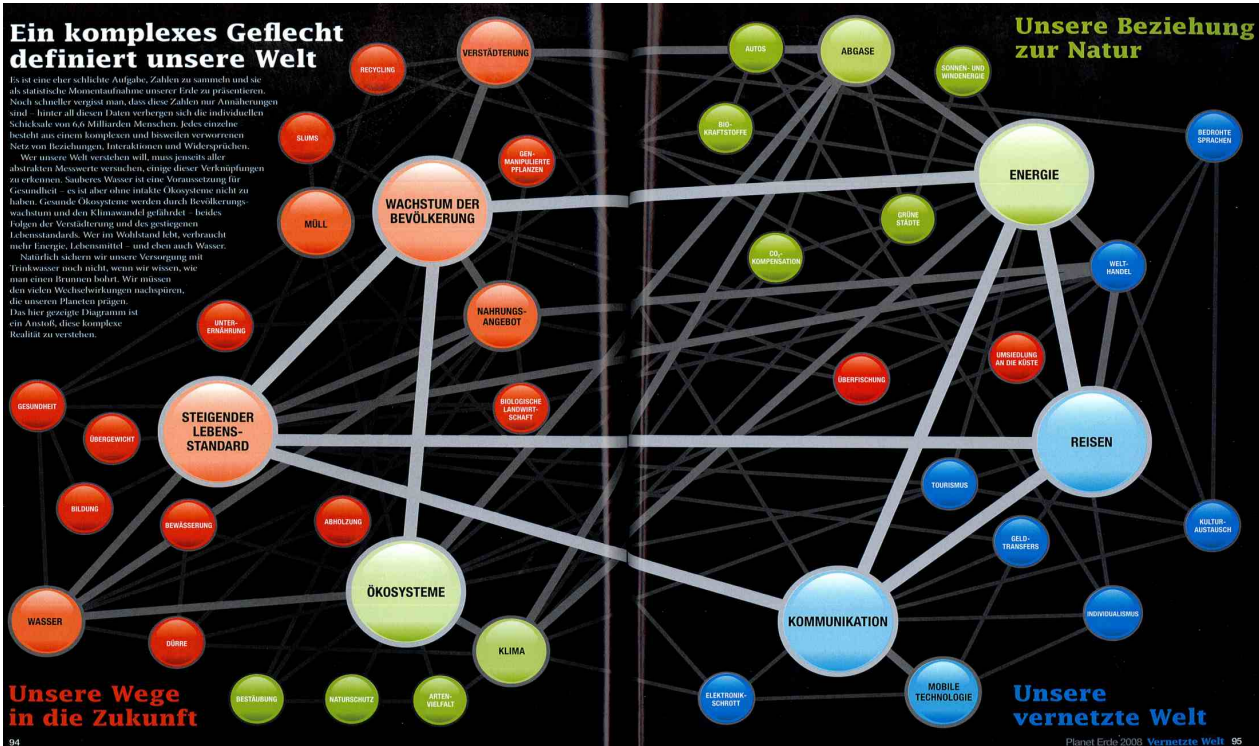 Ein komplexes Geflecht
definiert unsere Welt
Es ist eine eher schlichte Aufgabe, Zahlen zu sammeln und sie
als statistische Momentaufnahme unserer Erde zu präsentieren.
Noch schneller vergisst man, dass diese Zahlen nur Annäherungen
sind – hinter all diesen Daten verbergen sich die individuellen
Schicksale von 6,6 Milliarden Menschen. Jedes einzelne
besteht aus einem komplexen und bisweilen verworrenen
Netz von Beziehungen, Interaktionen und Widersprüchen.
Wer unsere Welt verstehen will, muss jenseits aller
abstrakten Messwerte versuchen, einige dieser Verknüpfungen
zu erkennen. Sauberes Wasser ist eine Voraussetzung für
Gesundheit – es ist aber ohne intakte Ökosysteme nicht zu
haben. Gesunde Ökosysteme werden durch Bevölkerungs-
wachstum und den Klimawandel gefährdet – beides
Folgen der Verstädterung und des gestiegenen
Lebensstandards. Wer im Wohlstand lebt, verbraucht
mehr Energie, Lebensmittel – und eben auch Wasser.
Natürlich sichern wir unsere Versorgung mit
Trinkwasser noch nicht, wenn wir wissen, wie
man einen Brunnen bohrt. Wir müssen
den vielen Wechselwirkungen nachspüren,
die unseren Planeten prägen.
Das hier gezeigte Diagramm ist
ein Anstoß, diese komplexe
Realität zu verstehen.
RECYCLING
VERSTÄDTERUNG
SLUMS
GEN-
MANIPULIERTE
PFLANZEN
MÜLL
WACHSTUM DER
BEVÖLKERUNG
UNTER-
ERNÄHRUNG
NAHRUNGS-
ANGEBOT
GESUNDHEIT
ÜBERGEWICHT
STEIGENDER
LEBENS-
STANDARD
BIOLOGISCHE
LANDWIRT-
SCHAFT
BILDUNG
BEWÄSSERUNG
ABHOLZUNG
WASSER
DÜRRE
ÖKOSYSTEME
KLIMA
BESTÄUBUNG
NATURSCHUTZ
ARTEN-
VIELFALT
Unsere Wege
in die Zukunft
94
Unsere Beziehung
zur Natur
AUTOS
ABGASE
SONNEN- UND
WINDENERGIE
BIO-
KRAFTSTOFFE
BEDROHTE
SPRACHEN
ENERGIE
GRÜNE
STÄDTE
CO₂-
KOMPENSATION
WELT-
HANDEL
ÜBERFISCHUNG
UMSIEDLUNG
AN DIE KÜSTE
REISEN
TOURISMUS
GELD-
TRANSFERS
KULTUR-
AUSTAUSCH
KOMMUNIKATION
INDIVIDUALISMUS
ELEKTRONIK-
SCHROTT
MOBILE
TECHNOLOGIE
Unsere
vernetzte Welt
Planet Erde 2008 Vernetzte Welt 95